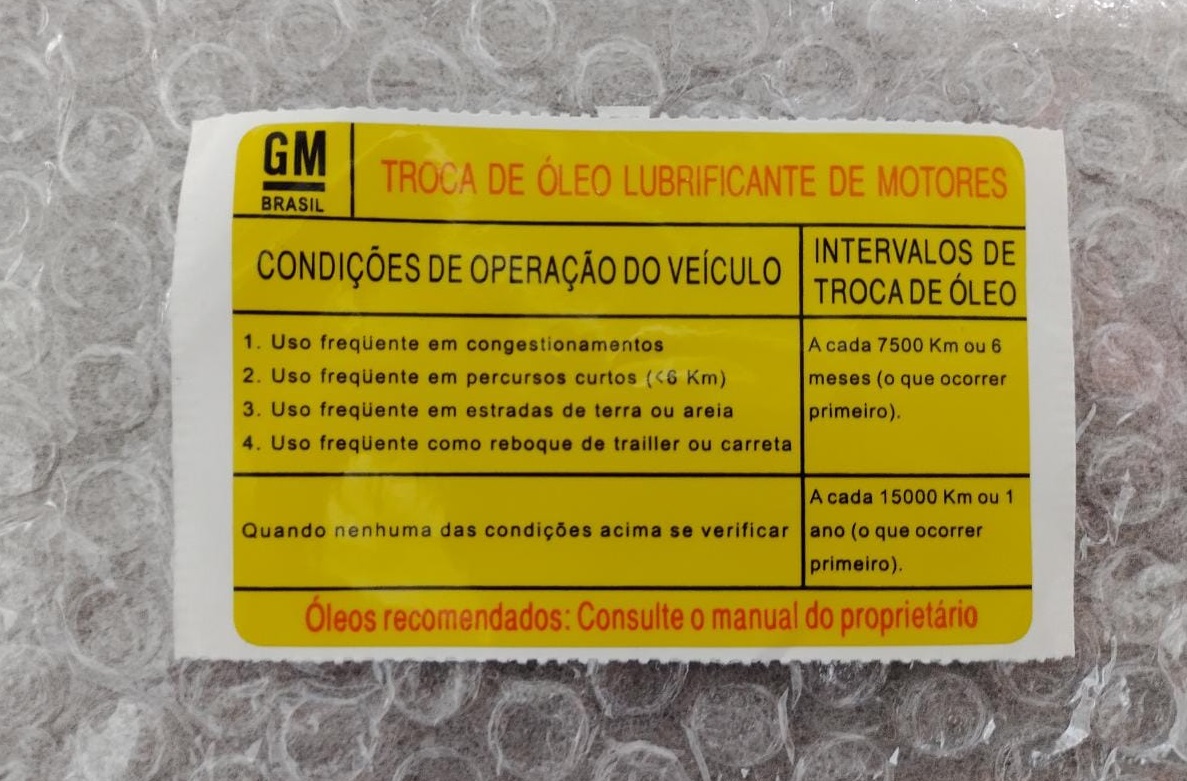 GM
BRASIL
TROCA DE ÓLEO LUBRIFICANTE DE MOTORES
CONDIÇÕES DE OPERAÇÃO DO VEÍCULO
INTERVALOS DE
TROCA DE ÓLEO
1. Uso freqüente em congestionamentos
2. Uso freqüente em percursos curtos (<6 Km)
3. Uso freqüente em estradas de terra ou areia
4. Uso freqüente como reboque de trailler ou carreta
A cada 7500 Km ou 6
meses (o que ocorrer
primeiro).
Quando nenhuma das condições acima se verificar
A cada 15000 Km ou 1
ano (o que ocorrer
primeiro).
Óleos recomendados: Consulte o manual do proprietário